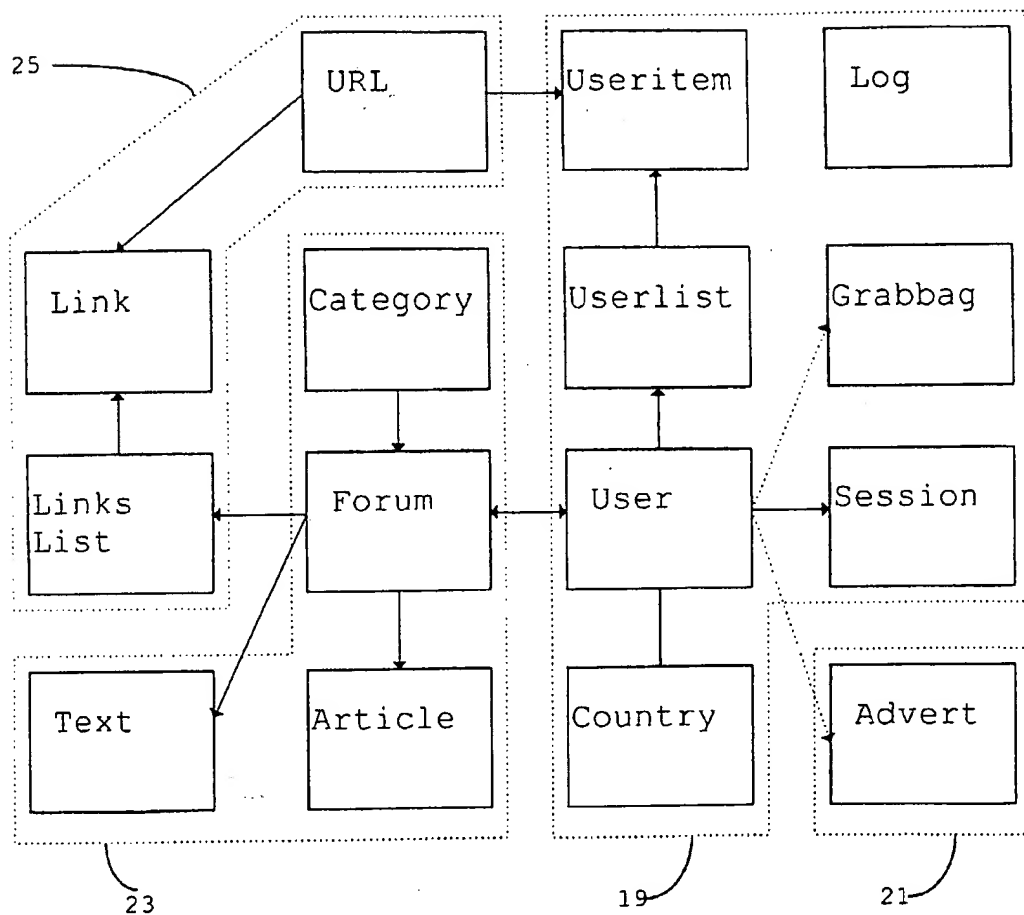 25
URL
Useritem
Log
Link
Category
Userlist
Grabbag
Links
List
Forum
User
Session
Text
Article
Country
Advert
23
19
21